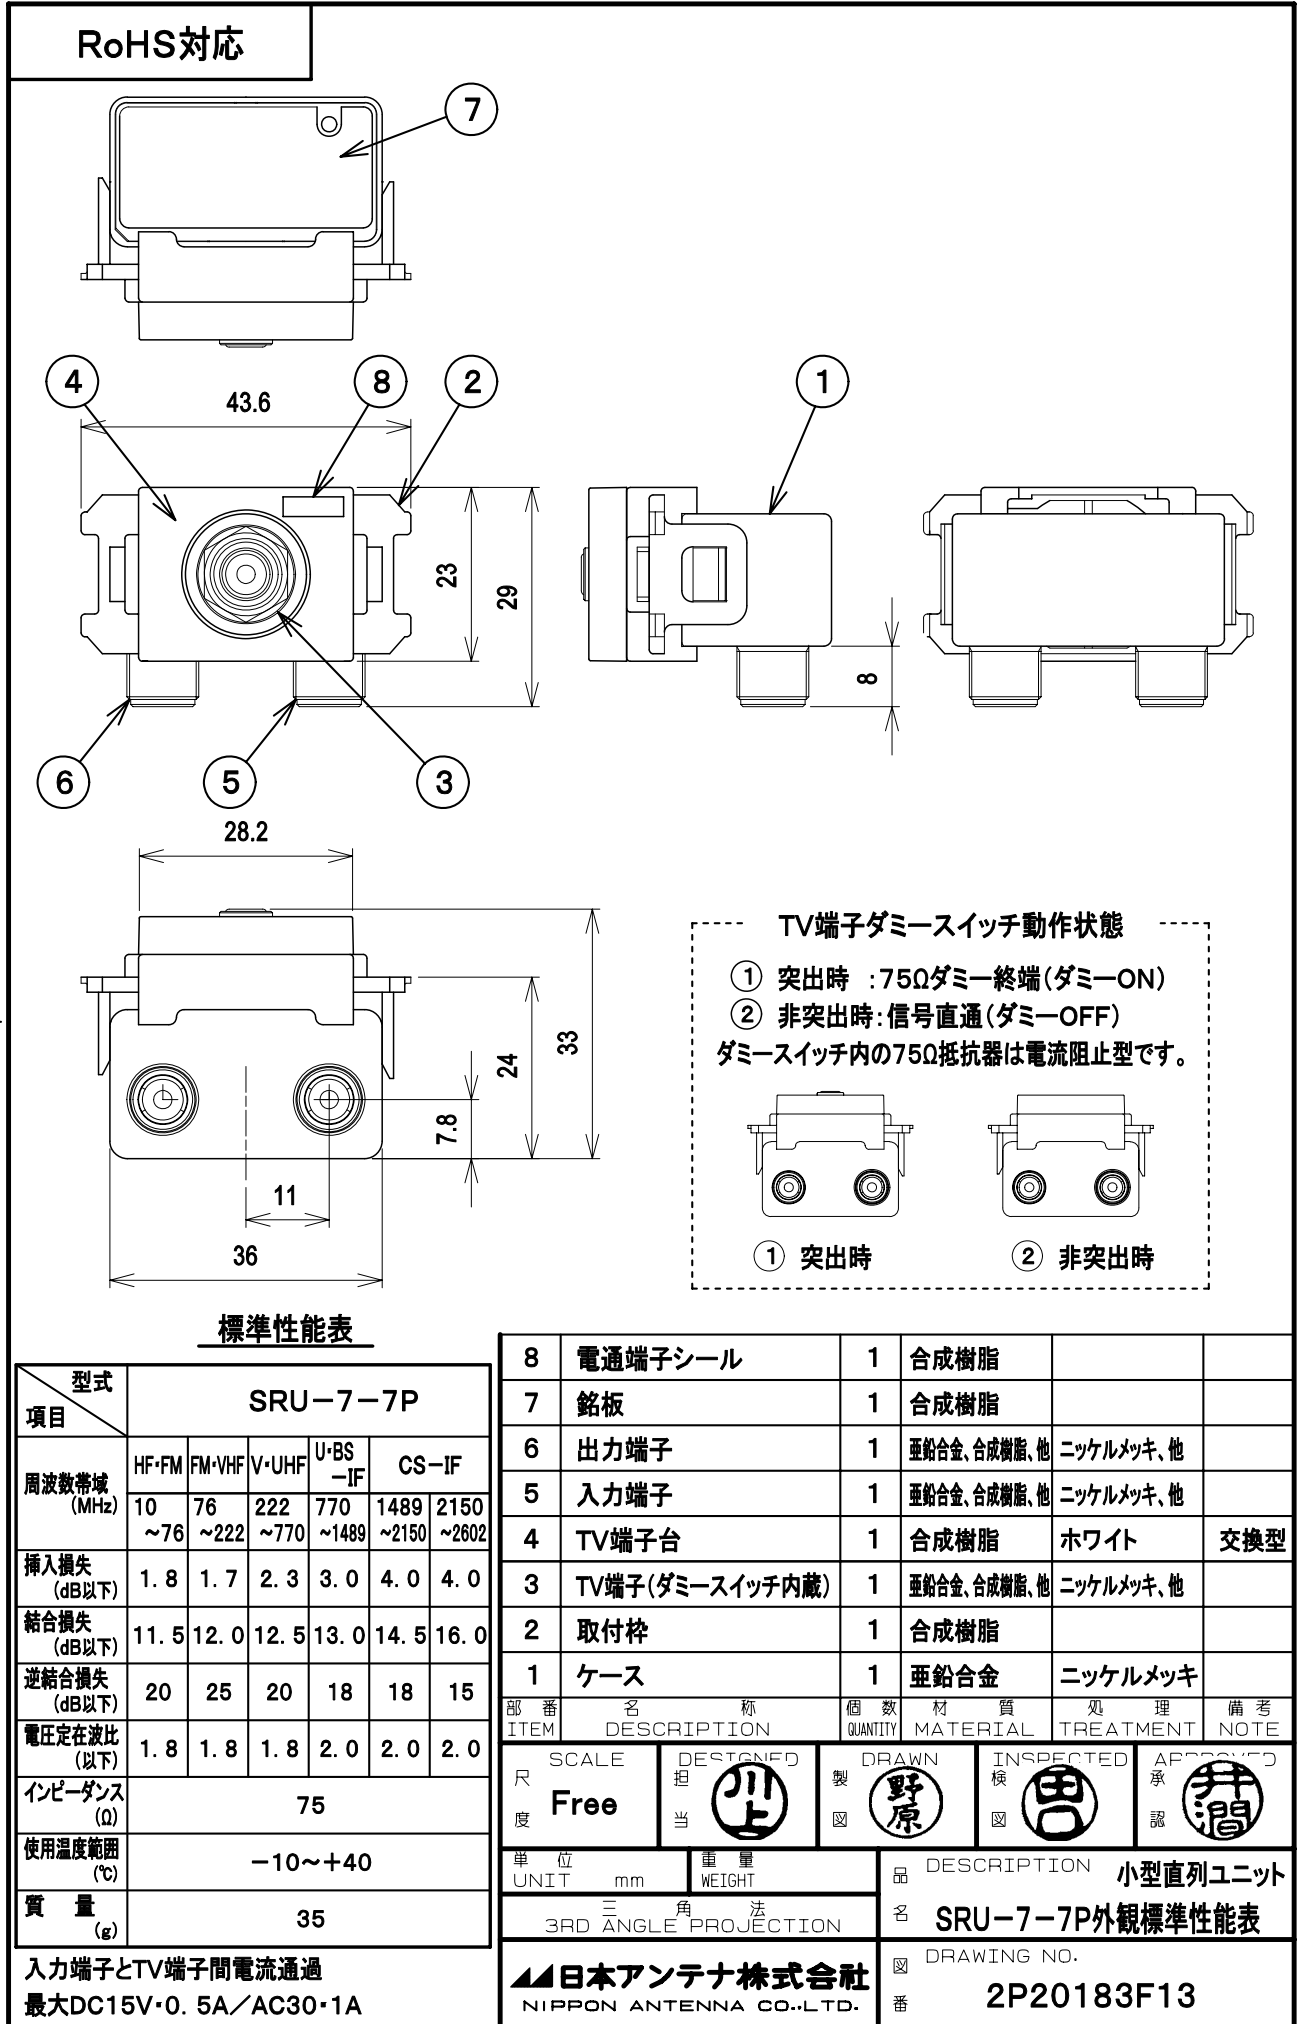 RoHS対応
7
4
8
2
1
43.6
23
29
8
6
5
3
28.2
33
24
7.8
11
36
TV端子ダミースイッチ動作状態
① 突出時 :75Ωダミー終端(ダミーON)
② 非突出時:信号直通(ダミーOFF)
ダミースイッチ内の75Ω抵抗器は電流阻止型です。
① 突出時
② 非突出時
標準性能表
型式
項目
SRU-7-7P
周波数帯域
(MHz)
HF・FM FM・VHF V・UHF U・BS-IF CS-IF
10~76 76~222 222~770 770~1489 1489~2150 2150~2602
挿入損失
(dB以下)
1.8 1.7 2.3 3.0 4.0 4.0
結合損失
(dB以下)
11.5 12.0 12.5 13.0 14.5 16.0
逆結合損失
(dB以下)
20 25 20 18 18 15
電圧定在波比
(以下)
1.8 1.8 1.8 2.0 2.0 2.0
インピーダンス
(Ω)
75
使用温度範囲
(℃)
-10~+40
質量
(g)
35
入力端子とTV端子間電流通過
最大DC15V・0.5A/AC30・1A
8 電通端子シール 1 合成樹脂
7 銘板 1 合成樹脂
6 出力端子 1 亜鉛合金、合成樹脂、他 ニッケルメッキ、他
5 入力端子 1 亜鉛合金、合成樹脂、他 ニッケルメッキ、他
4 TV端子台 1 合成樹脂 ホワイト 交換型
3 TV端子(ダミースイッチ内蔵) 1 亜鉛合金、合成樹脂、他 ニッケルメッキ、他
2 取付枠 1 合成樹脂
1 ケース 1 亜鉛合金 ニッケルメッキ
部番 名称 個数 材質 処理 備考
ITEM DESCRIPTION QUANTITY MATERIAL TREATMENT NOTE
SCALE DESIGNED DRAWN INSPECTED APPROVED
尺度 Free 担当 川上 製図 野原 検図 田口 承認 井澗
単位
UNIT mm
重量
WEIGHT
三角法
3RD ANGLE PROJECTION
品名 DESCRIPTION 小型直列ユニット
SRU-7-7P外観標準性能表
日本アンテナ株式会社
NIPPON ANTENNA CO.,LTD.
図番 DRAWING NO.
2P20183F13